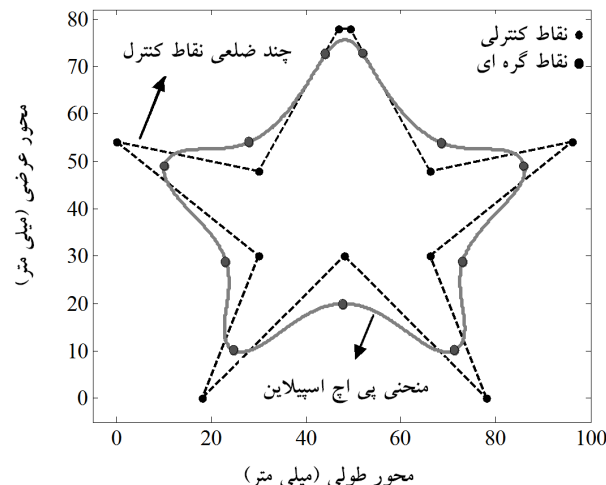 نقاط کنترلی
نقاط گره ای
چند ضلعی نقاط کنترل
منحنی پی اچ اسپیلاین
محور عرضی (میلی متر)
80
70
60
50
40
30
20
10
0
0 20 40 60 80 100
محور طولی (میلی متر)